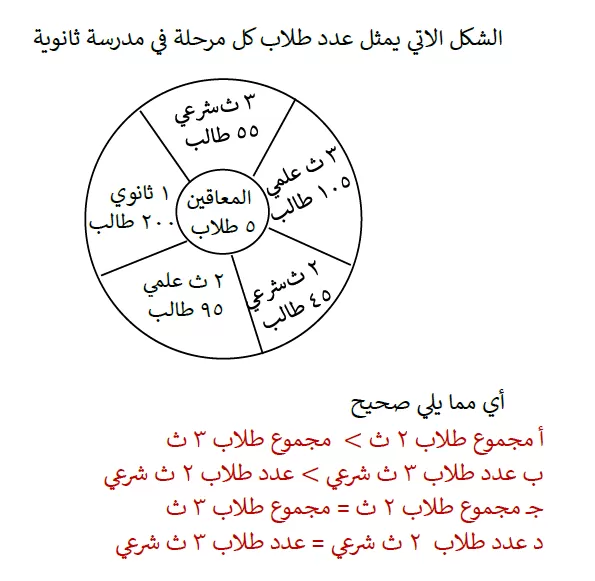 الشكل الاتي يمثل عدد طلاب كل مرحلة في مدرسة ثانوية
٣ ث شرعي
٥٥ طالب
٣ ث علمي
١٠٥ طالب
١ ثانوي
٢٠٠ طالب
المعاقين
٥ طلاب
٢ ث علمي
٩٥ طالب
٢ ث شرعي
٤٥ طالب
أي مما يلي صحيح
أ مجموع طلاب ٢ ث > مجموع طلاب ٣ ث
ب عدد طلاب ٣ ث شرعي > عدد طلاب ٢ ث شرعي
جـ مجموع طلاب ٢ ث = مجموع طلاب ٣ ث
د عدد طلاب ٢ ث شرعي = عدد طلاب ٣ ث شرعي